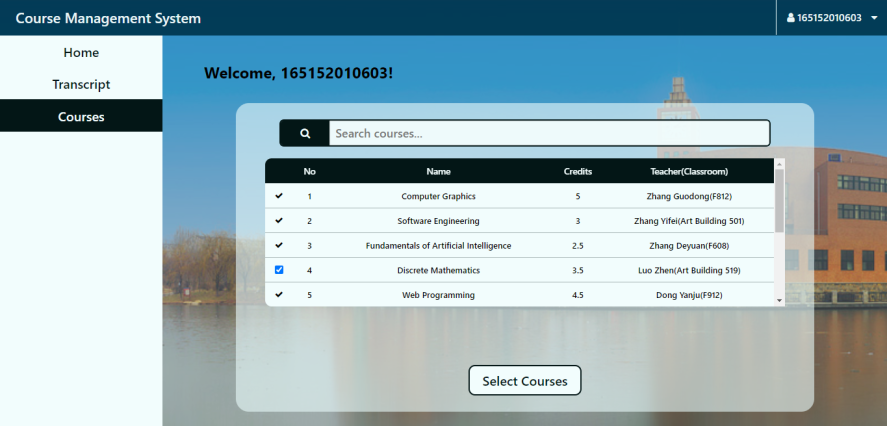 Course Management System
165152010603
Home
Transcript
Courses
Welcome, 165152010603!
Search courses...
No Name Credits Teacher(Classroom)
1 Computer Graphics 5 Zhang Guodong(F812)
2 Software Engineering 3 Zhang Yifei(Art Building 501)
3 Fundamentals of Artificial Intelligence 2.5 Zhang Deyuan(F608)
4 Discrete Mathematics 3.5 Luo Zhen(Art Building 519)
5 Web Programming 4.5 Dong Yanju(F912)
Select Courses